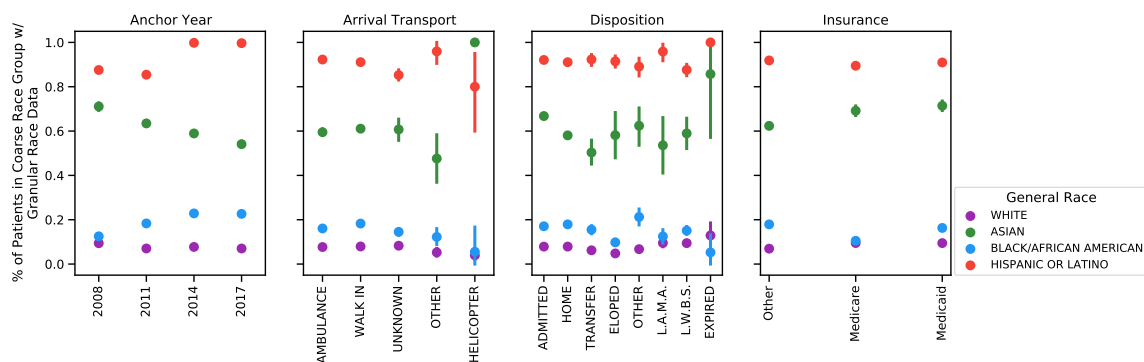 Anchor Year
Arrival Transport
Disposition
Insurance
% of Patients in Coarse Race Group w/
Granular Race Data
1.0
0.8
0.6
0.4
0.2
0.0
2008
2011
2014
2017
AMBULANCE
WALK IN
UNKNOWN
OTHER
HELICOPTER
ADMITTED
HOME
TRANSFER
ELOPED
OTHER
L.A.M.A.
L.W.B.S.
EXPIRED
Other
Medicare
Medicaid
General Race
WHITE
ASIAN
BLACK/AFRICAN AMERICAN
HISPANIC OR LATINO